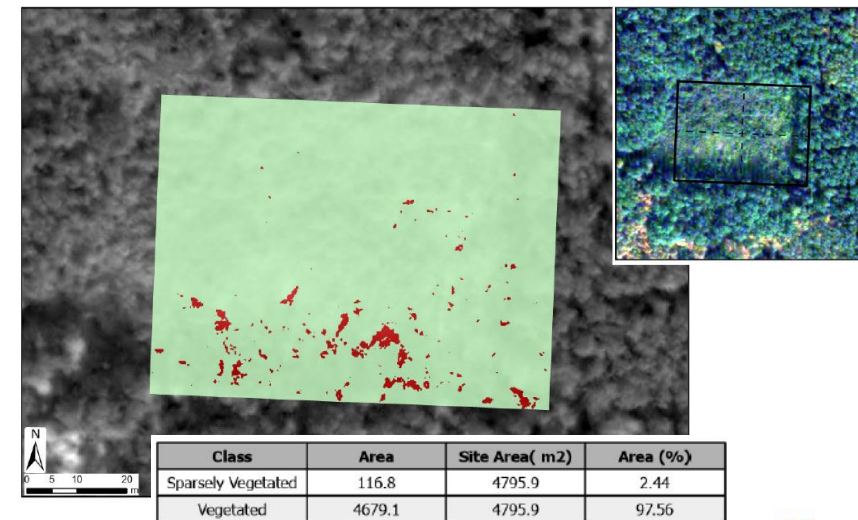 N
0 5 10 20
m
Class Area Site Area( m2) Area (%)
Sparsely Vegetated 116.8 4795.9 2.44
Vegetated 4679.1 4795.9 97.56